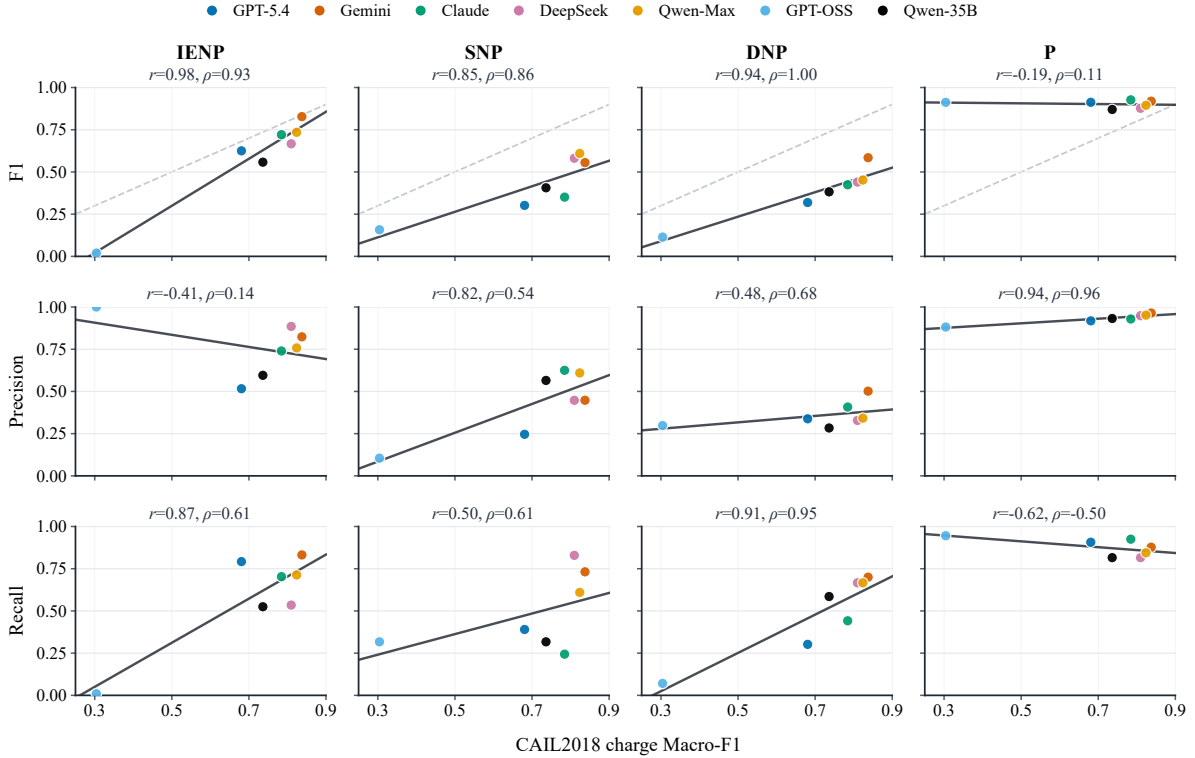 GPT-5.4 Gemini Claude DeepSeek Qwen-Max GPT-OSS Qwen-35B
IENP SNP DNP P
r=0.98, ρ=0.93 r=0.85, ρ=0.86 r=0.94, ρ=1.00 r=-0.19, ρ=0.11
1.00
0.75
F1
0.50
0.25
0.00
r=-0.41, ρ=0.14 r=0.82, ρ=0.54 r=0.48, ρ=0.68 r=0.94, ρ=0.96
1.00
0.75
Precision
0.50
0.25
0.00
r=0.87, ρ=0.61 r=0.50, ρ=0.61 r=0.91, ρ=0.95 r=-0.62, ρ=-0.50
1.00
0.75
Recall
0.50
0.25
0.00
0.3 0.5 0.7 0.9 0.3 0.5 0.7 0.9 0.3 0.5 0.7 0.9 0.3 0.5 0.7 0.9
CAIL2018 charge Macro-F1